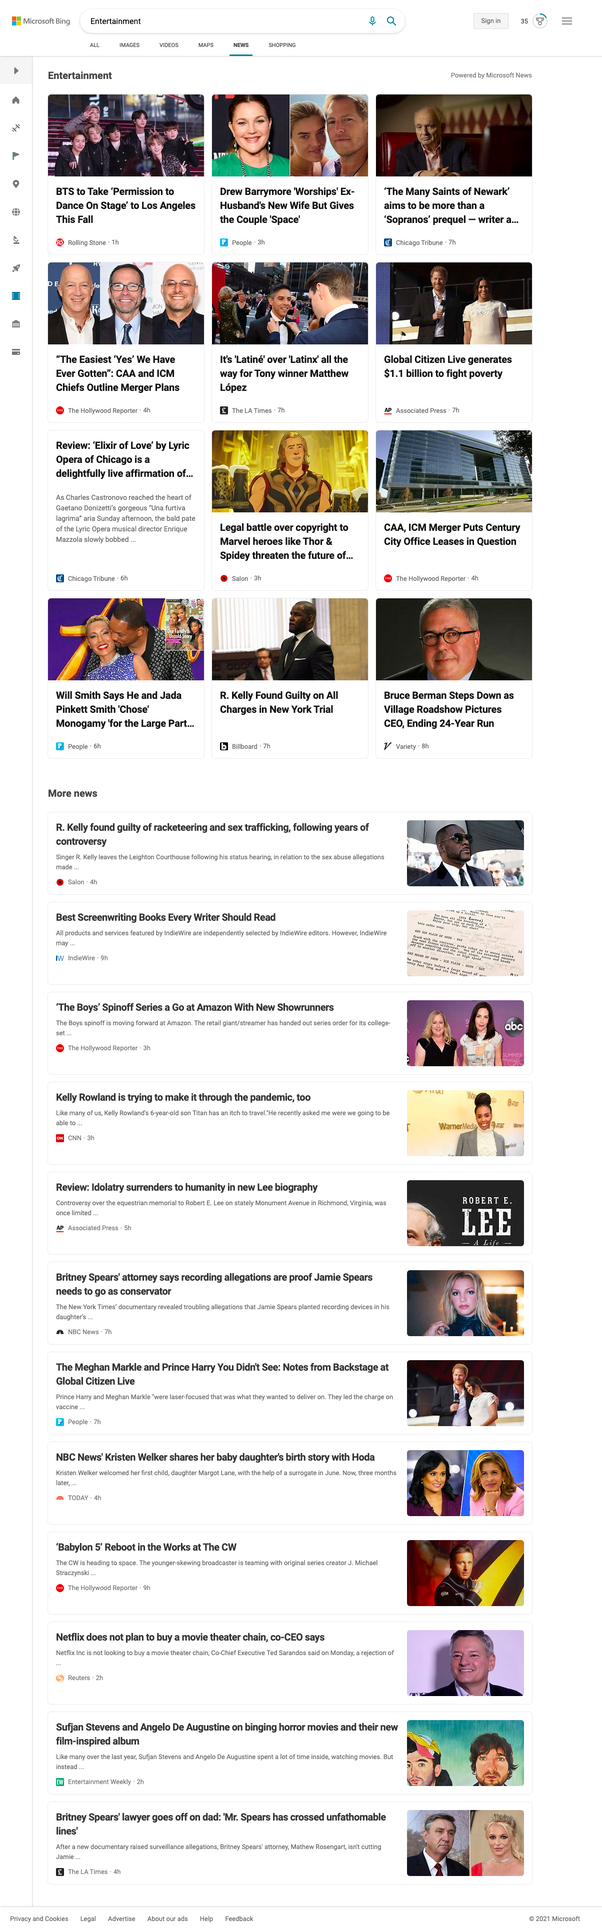 Microsoft Bing
Entertainment
Sign in
35
ALL IMAGES VIDEOS MAPS NEWS SHOPPING
Entertainment
Powered by Microsoft News
BTS to Take 'Permission to
Dance On Stage' to Los Angeles
This Fall
Rolling Stone · 1h
Drew Barrymore 'Worships' Ex-
Husband's New Wife But Gives
the Couple 'Space'
People · 3h
'The Many Saints of Newark'
aims to be more than a
'Sopranos' prequel — writer a...
Chicago Tribune · 7h
"The Easiest 'Yes' We Have
Ever Gotten": CAA and ICM
Chiefs Outline Merger Plans
The Hollywood Reporter · 4h
It's 'Latiné' over 'Latinx' all the
way for Tony winner Matthew
López
The LA Times · 7h
Global Citizen Live generates
$1.1 billion to fight poverty
AP Associated Press · 7h
Review: 'Elixir of Love' by Lyric
Opera of Chicago is a
delightfully live affirmation of...
As Charles Castronovo reached the heart of
Gaetano Donizetti's gorgeous "Una furtiva
lagrima" aria Sunday afternoon, the bald pate
of the Lyric Opera musical director Enrique
Mazzola slowly bobbed ...
Chicago Tribune · 6h
Legal battle over copyright to
Marvel heroes like Thor &
Spidey threaten the future of...
Salon · 3h
CAA, ICM Merger Puts Century
City Office Leases in Question
The Hollywood Reporter · 4h
Will Smith Says He and Jada
Pinkett Smith 'Chose'
Monogamy 'for the Large Part...
People · 6h
R. Kelly Found Guilty on All
Charges in New York Trial
Billboard · 7h
Bruce Berman Steps Down as
Village Roadshow Pictures
CEO, Ending 24-Year Run
Variety · 8h
More news
R. Kelly found guilty of racketeering and sex trafficking, following years of
controversy
Singer R. Kelly leaves the Leighton Courthouse following his status hearing, in relation to the sex abuse allegations
made ...
Salon · 4h
Best Screenwriting Books Every Writer Should Read
All products and services featured by IndieWire are independently selected by IndieWire editors. However, IndieWire
may ...
IW IndieWire · 9h
'The Boys' Spinoff Series a Go at Amazon With New Showrunners
The Boys spinoff is moving forward at Amazon. The retail giant/streamer has handed out series order for its college-
set ...
The Hollywood Reporter · 3h
abc
Kelly Rowland is trying to make it through the pandemic, too
Like many of us, Kelly Rowland's 6-year-old son Titan has an itch to travel."He recently asked me were we going to be
able to ...
CNN · 3h
WarnerMedia
Review: Idolatry surrenders to humanity in new Lee biography
Controversy over the equestrian memorial to Robert E. Lee on stately Monument Avenue in Richmond, Virginia, was
once limited ...
AP Associated Press · 5h
ROBERT E.
LEE
A Life
Britney Spears' attorney says recording allegations are proof Jamie Spears
needs to go as conservator
The New York Times' documentary revealed troubling allegations that Jamie Spears planted recording devices in his
daughter's ...
NBC News · 7h
The Meghan Markle and Prince Harry You Didn't See: Notes from Backstage at
Global Citizen Live
Prince Harry and Meghan Markle "were laser-focused that was what they wanted to deliver on. They led the charge on
vaccine ...
People · 7h
NBC News' Kristen Welker shares her baby daughter's birth story with Hoda
Kristen Welker welcomed her first child, daughter Margot Lane, with the help of a surrogate in June. Now, three months
later, ...
TODAY · 4h
'Babylon 5' Reboot in the Works at The CW
The CW is heading to space. The younger-skewing broadcaster is teaming with original series creator J. Michael
Straczynski ...
The Hollywood Reporter · 9h
Netflix does not plan to buy a movie theater chain, co-CEO says
Netflix Inc is not looking to buy a movie theater chain, Co-Chief Executive Ted Sarandos said on Monday, a rejection of
...
Reuters · 2h
Sufjan Stevens and Angelo De Augustine on binging horror movies and their new
film-inspired album
Like many over the last year, Sufjan Stevens and Angelo De Augustine spent a lot of time inside, watching movies. But
instead ...
EW Entertainment Weekly · 2h
Britney Spears' lawyer goes off on dad: 'Mr. Spears has crossed unfathomable
lines'
After a new documentary raised surveillance allegations, Britney Spears' attorney, Mathew Rosengart, isn't cutting
Jamie ...
The LA Times · 4h
Privacy and Cookies Legal Advertise About our ads Help Feedback
© 2021 Microsoft